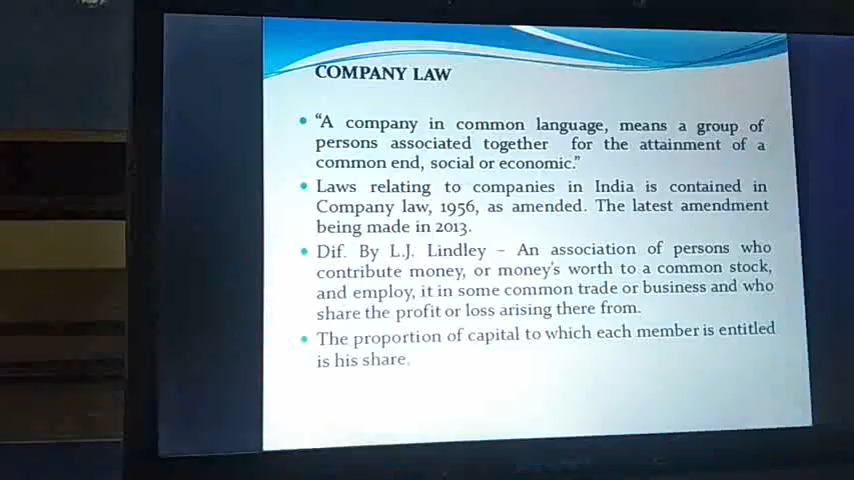 COMPANY LAW
• “A company in common language, means a group of
persons associated together for the attainment of a
common end, social or economic.”
• Laws relating to companies in India is contained in
Company law, 1956, as amended. The latest amendment
being made in 2013.
• Dif. By L.J. Lindley – An association of persons who
contribute money, or money's worth to a common stock,
and employ, it in some common trade or business and who
share the profit or loss arising there from.
• The proportion of capital to which each member is entitled
is his share.